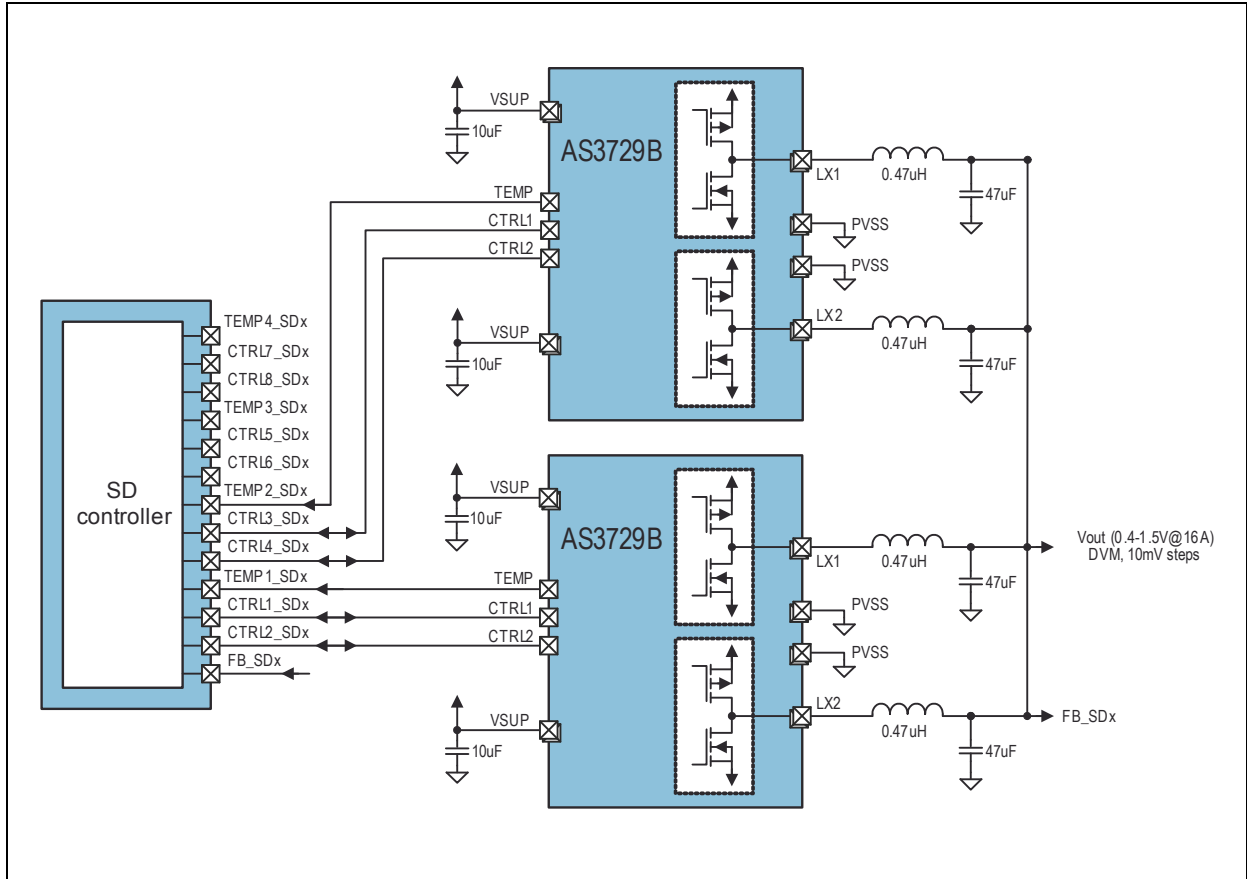 VSUP
10uF
AS3729B
LX1
0.47uH
47uF
TEMP
CTRL1
CTRL2
PVSS
PVSS
VSUP
10uF
LX2
0.47uH
47uF
SD
controller
TEMP4_SDx
CTRL7_SDx
CTRL8_SDx
TEMP3_SDx
CTRL5_SDx
CTRL6_SDx
TEMP2_SDx
CTRL3_SDx
CTRL4_SDx
TEMP1_SDx
CTRL1_SDx
CTRL2_SDx
FB_SDx
VSUP
10uF
AS3729B
LX1
0.47uH
47uF
Vout (0.4-1.5V@16A)
DVM, 10mV steps
TEMP
CTRL1
CTRL2
PVSS
PVSS
VSUP
10uF
LX2
0.47uH
47uF
FB_SDx